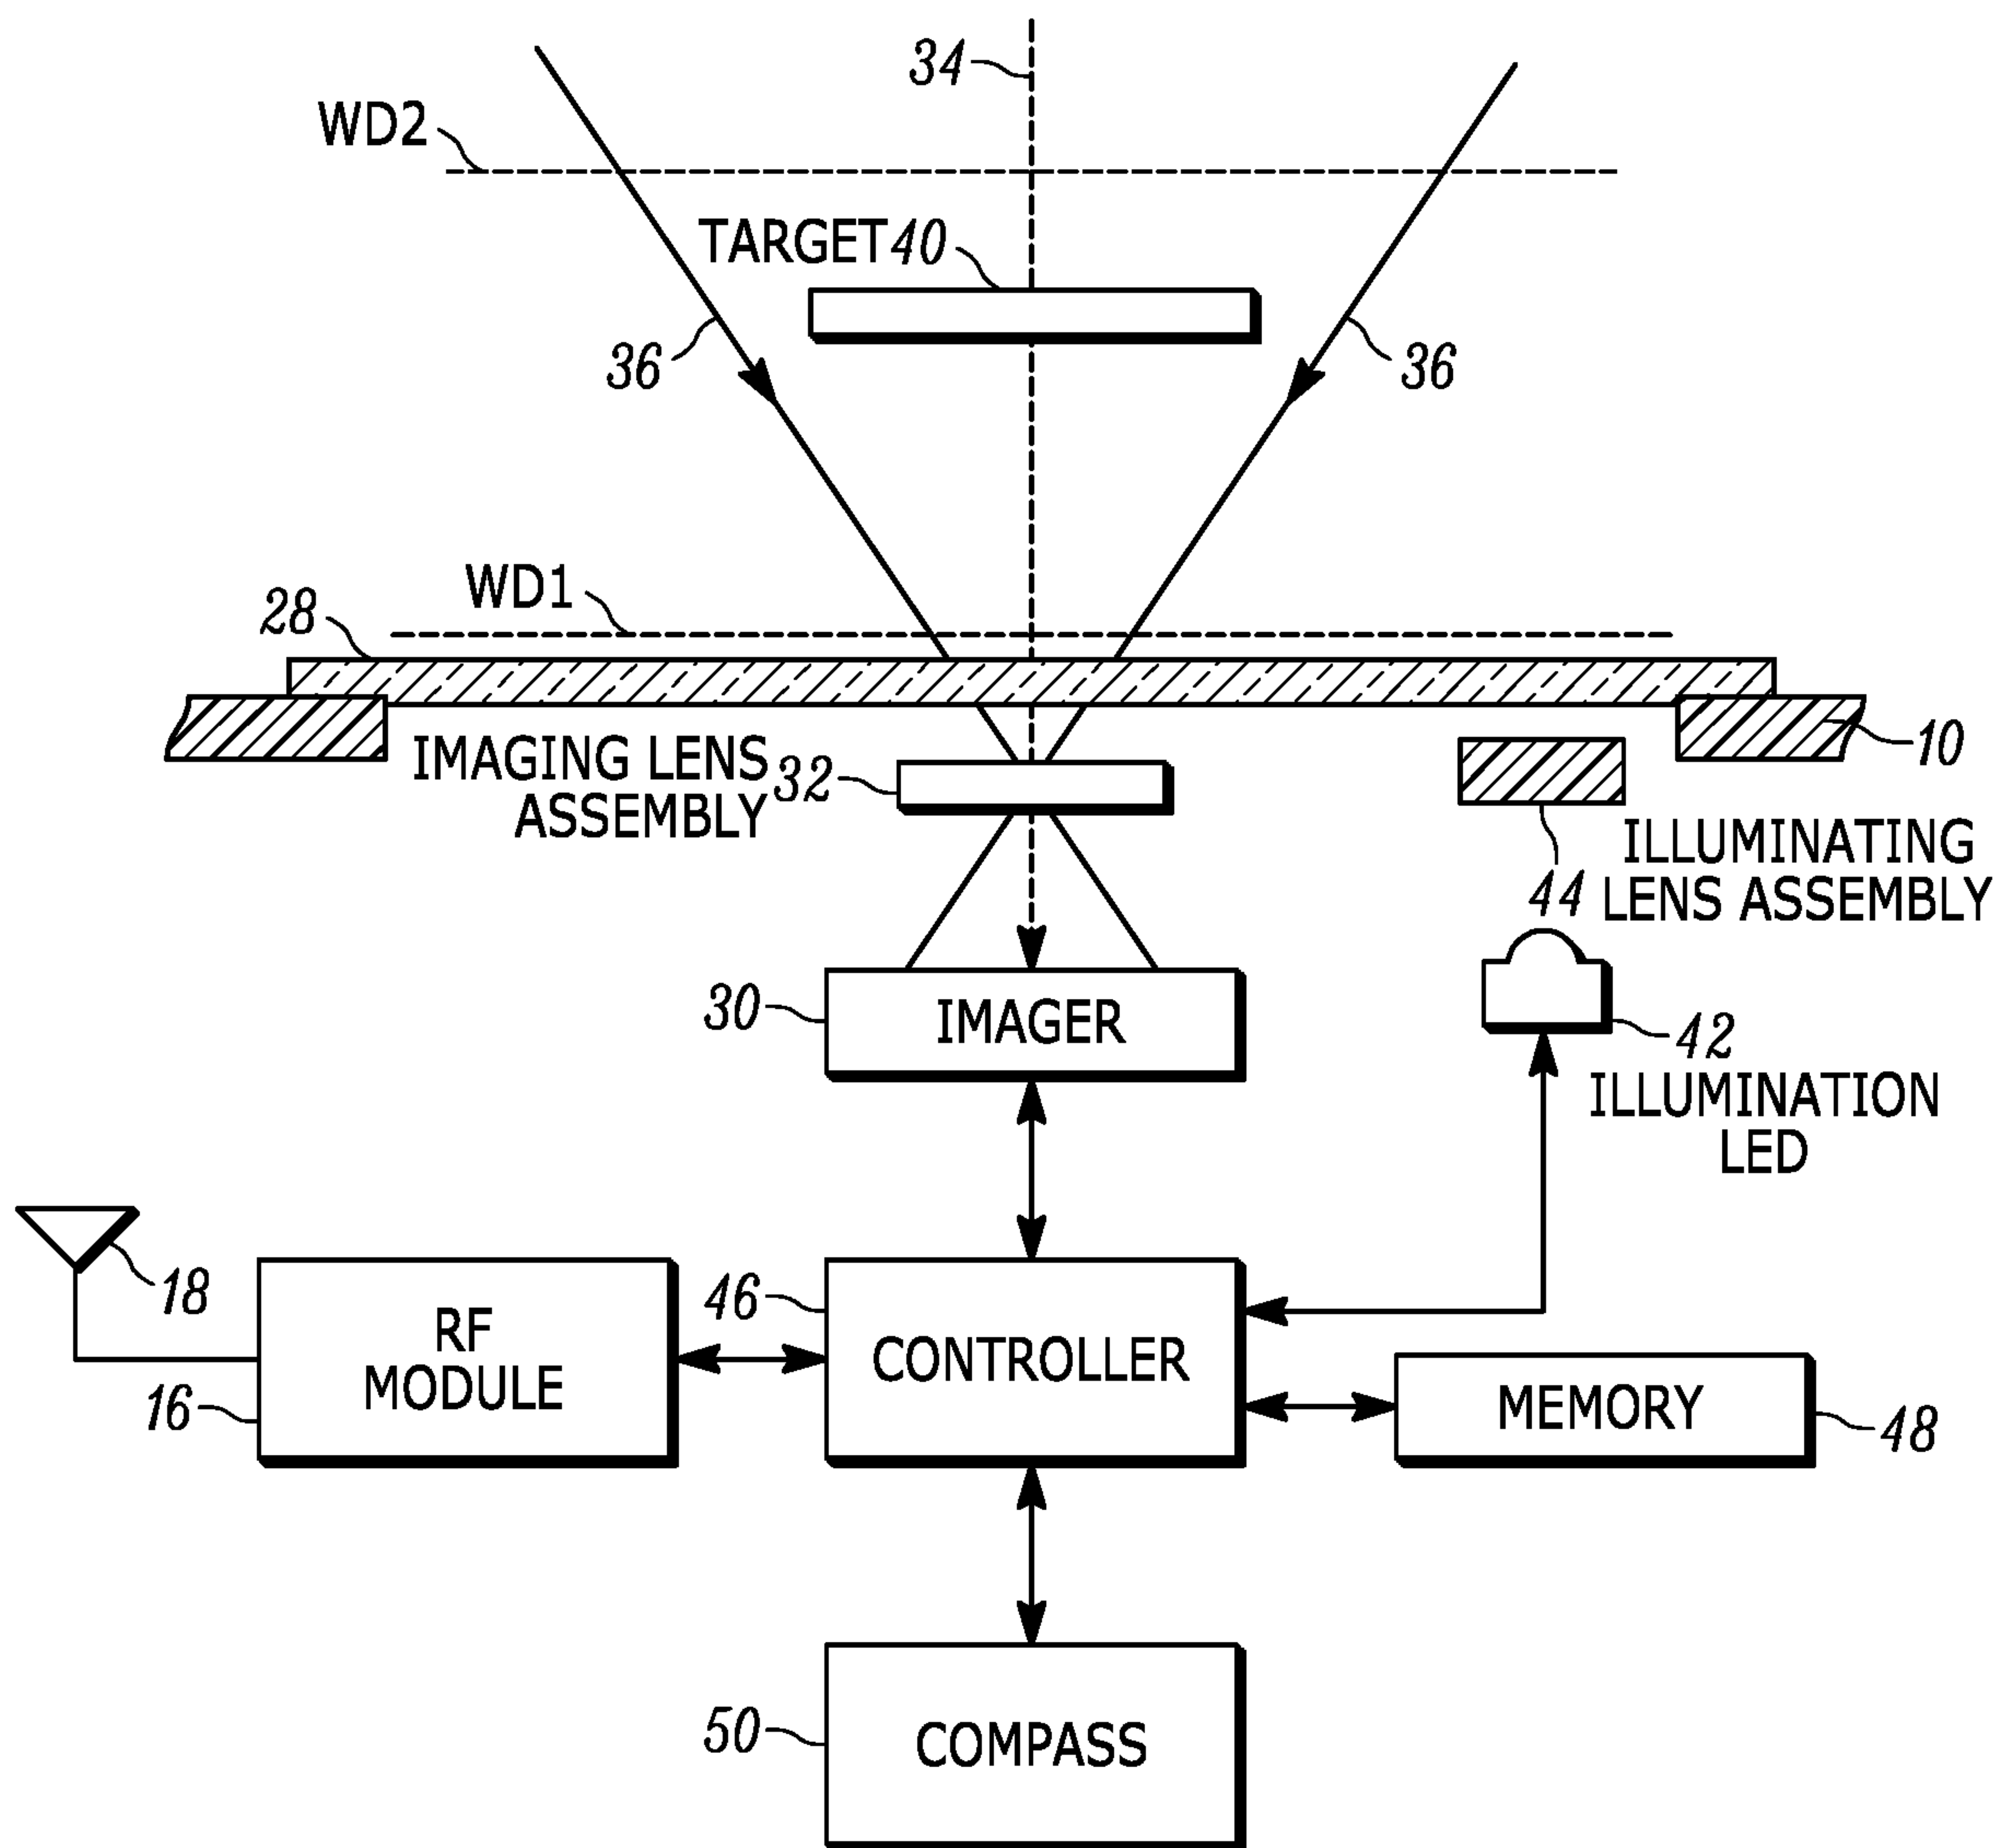 34
WD2
TARGET 40
36
36
WD1
28
10
IMAGING LENS
ASSEMBLY
32
ILLUMINATING
LENS ASSEMBLY
44
30
IMAGER
42
ILLUMINATION
LED
18
RF
MODULE
16
46
CONTROLLER
MEMORY
48
50
COMPASS